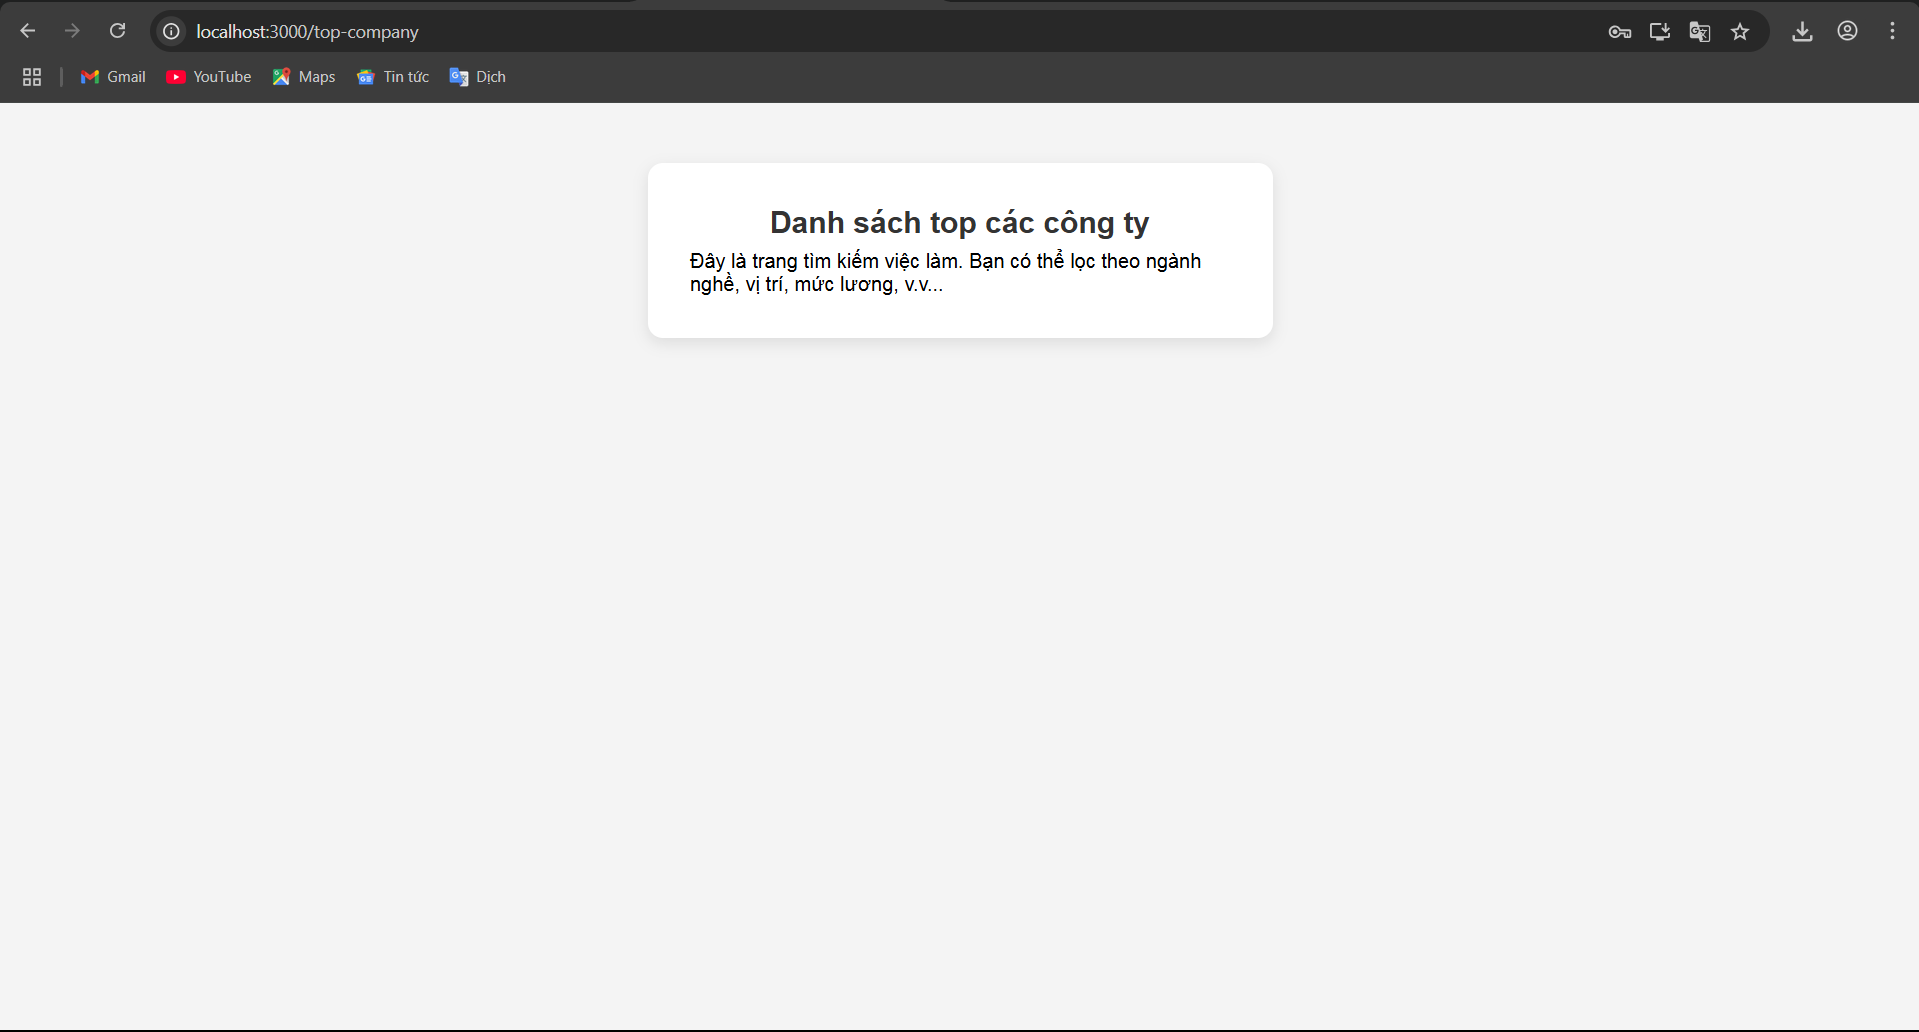 localhost:3000/top-company
Gmail YouTube Maps Tin tức Dịch
Danh sách top các công ty
Đây là trang tìm kiếm việc làm. Bạn có thể lọc theo ngành
nghề, vị trí, mức lương, v.v...